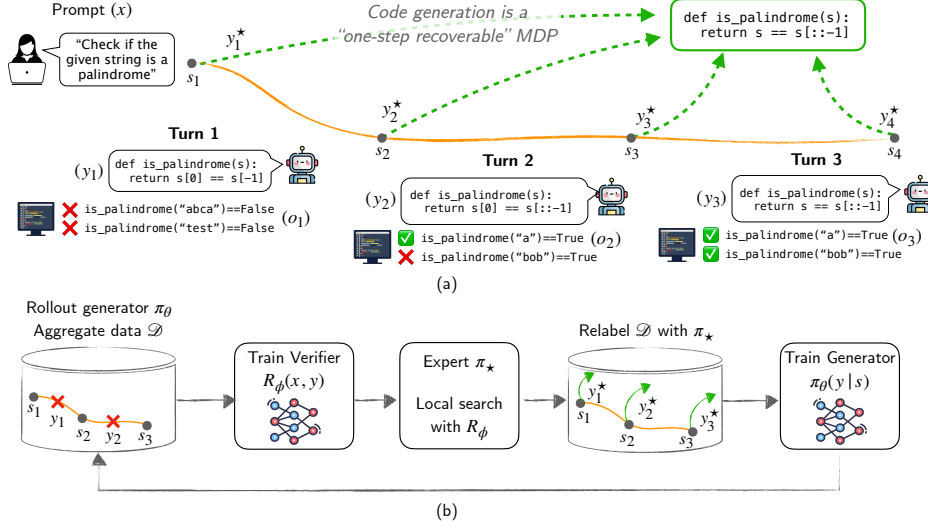 Prompt (x)
“Check if the
given string is a
palindrome”
y₁★
s₁
Code generation is a
“one-step recoverable” MDP
def is_palindrome(s):
return s == s[::-1]
y₂★
s₂
y₃★
s₃
y₄★
s₄
Turn 1
(y₁)
def is_palindrome(s):
return s[0] == s[-1]
is_palindrome(“abca”)==False
is_palindrome(“test”)==False
(o₁)
Turn 2
(y₂)
def is_palindrome(s):
return s[0] == s[::-1]
is_palindrome(“a”)==True (o₂)
is_palindrome(“bob”)==True
Turn 3
(y₃)
def is_palindrome(s):
return s == s[::-1]
is_palindrome(“a”)==True (o₃)
is_palindrome(“bob”)==True
(a)
Rollout generator π_θ
Aggregate data 𝒟
s₁
y₁
s₂
y₂
s₃
Train Verifier
R_ϕ(x, y)
Expert π⋆
Local search
with R_ϕ
Relabel 𝒟 with π⋆
y₁★
s₁
y₂★
s₂
y₃★
s₃
Train Generator
π_θ(y | s)
(b)